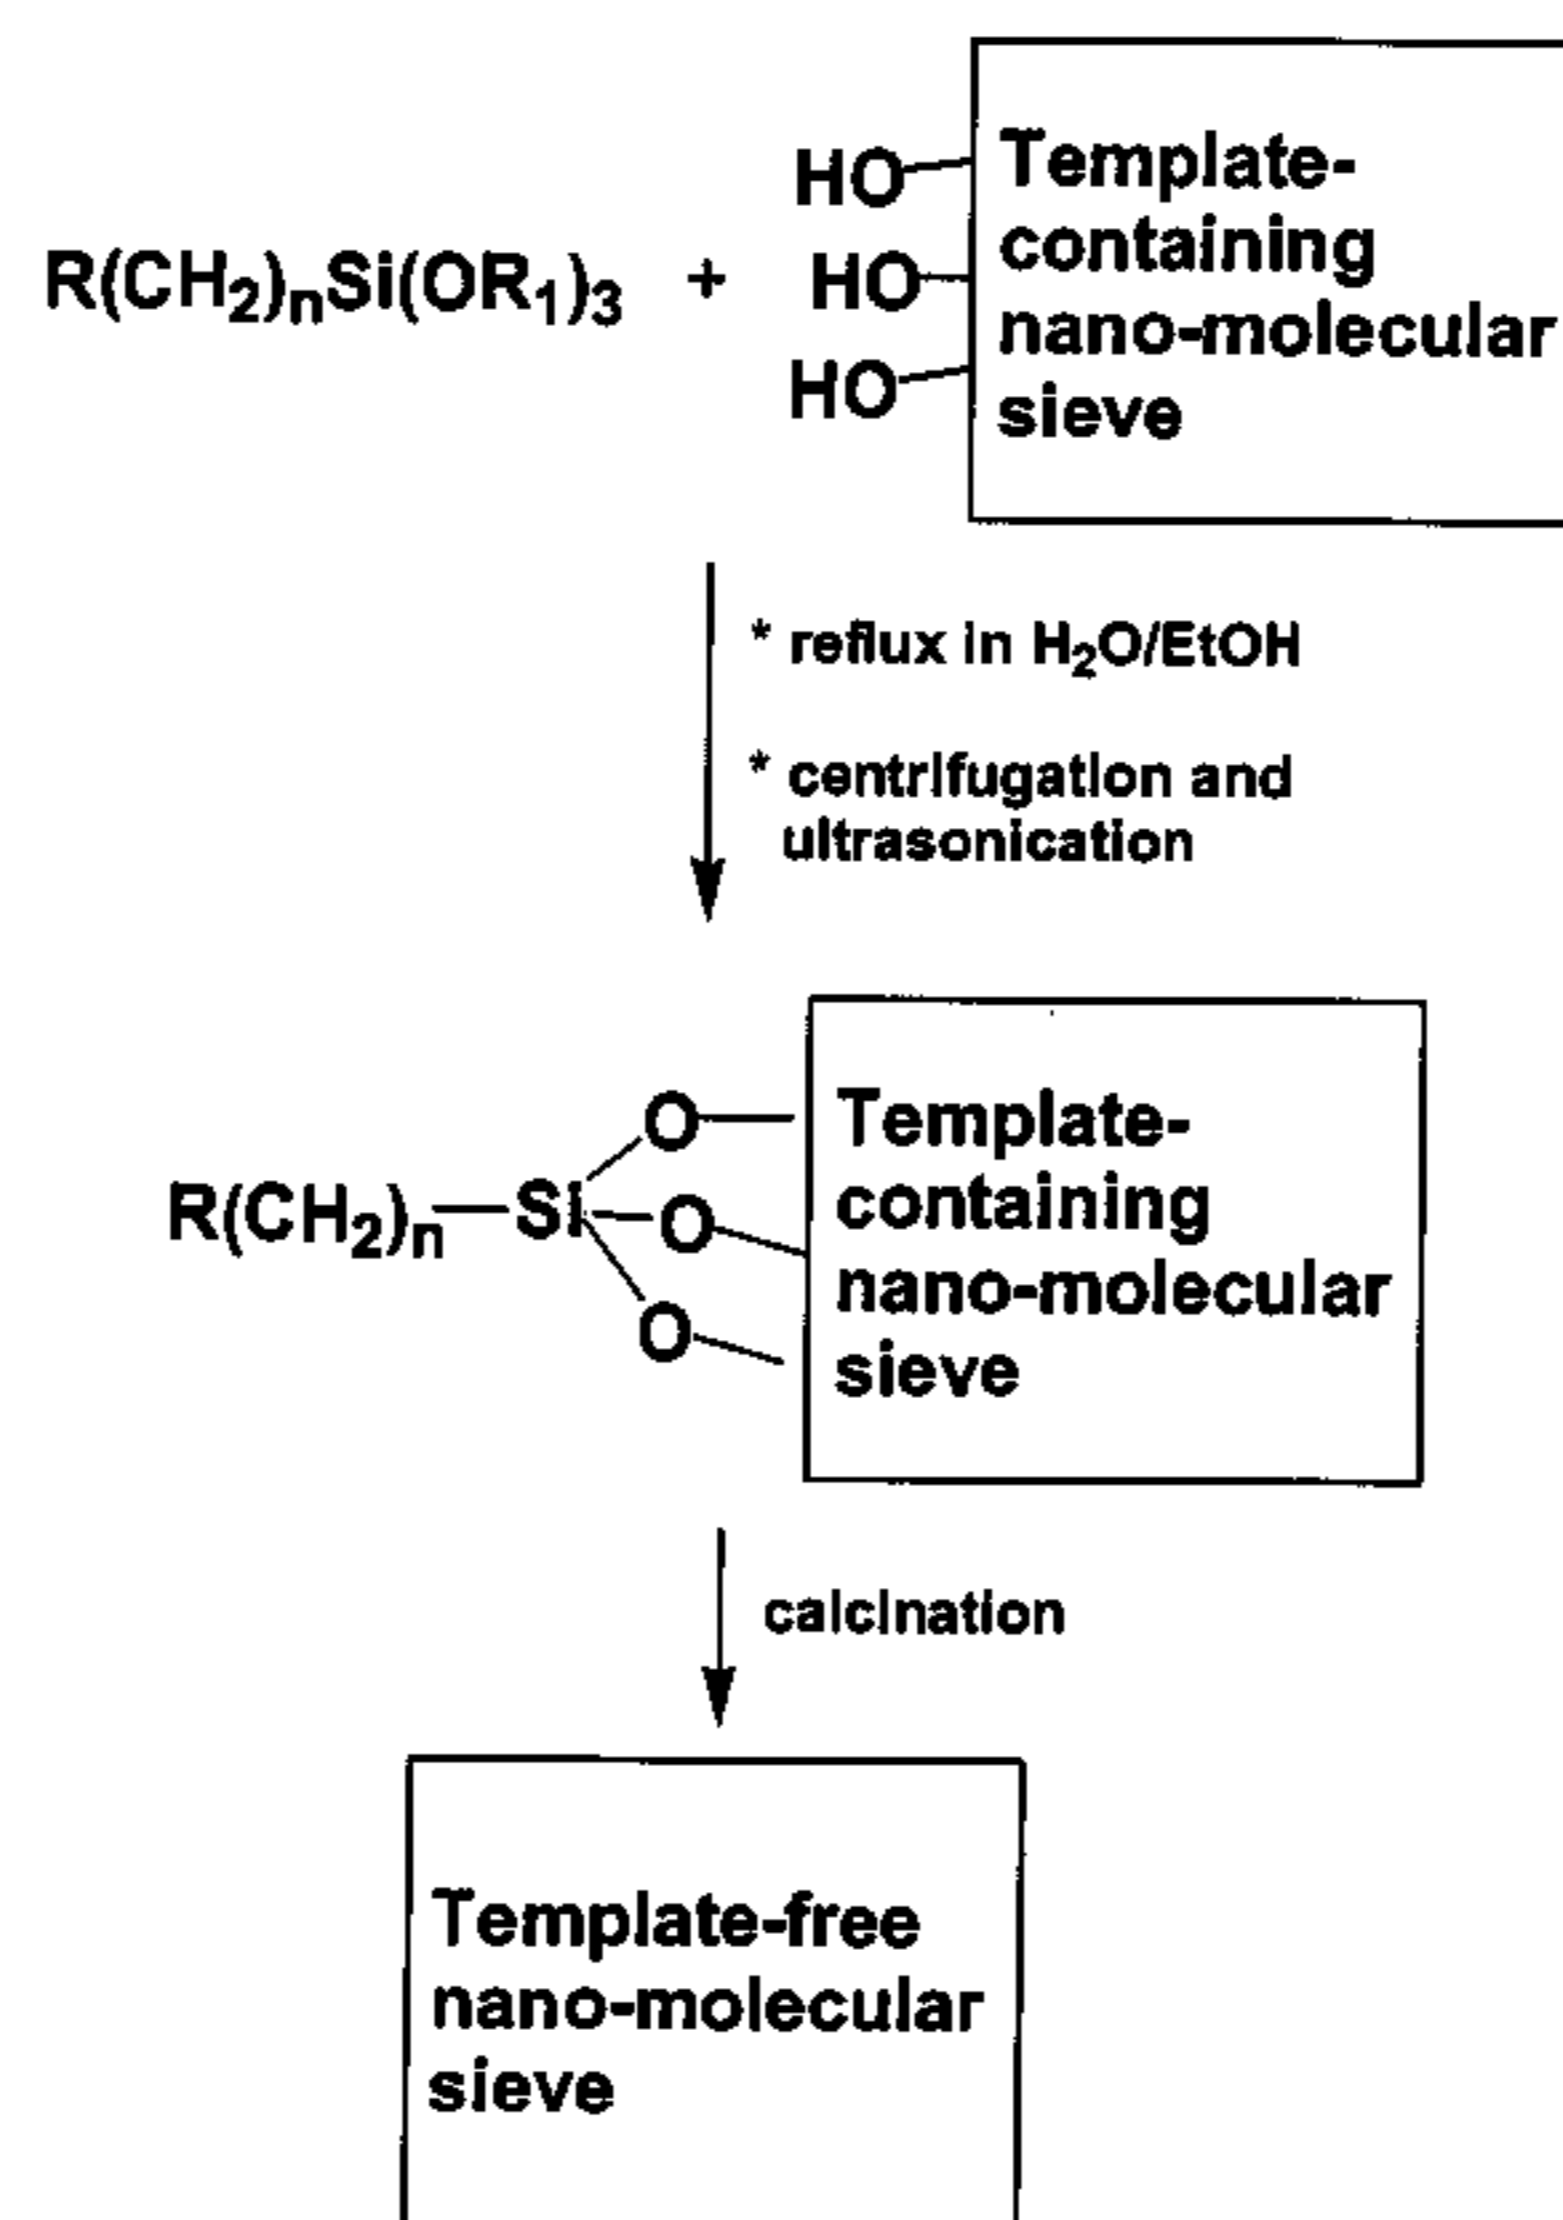 R(CH₂)ₙSi(OR₁)₃ +
HO
HO
HO
Template-
containing
nano-molecular
sieve
* reflux in H₂O/EtOH
* centrifugation and
ultrasonication
R(CH₂)ₙ—Si
O
O
O
Template-
containing
nano-molecular
sieve
calcination
Template-free
nano-molecular
sieve